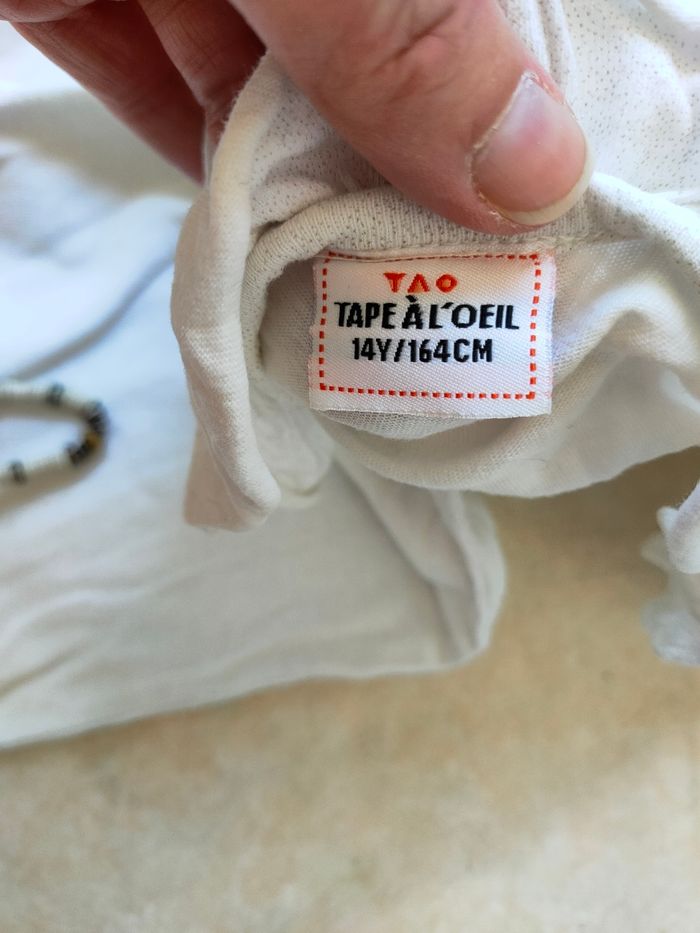 TAO
TAPE À L'OEIL
14Y/164CM